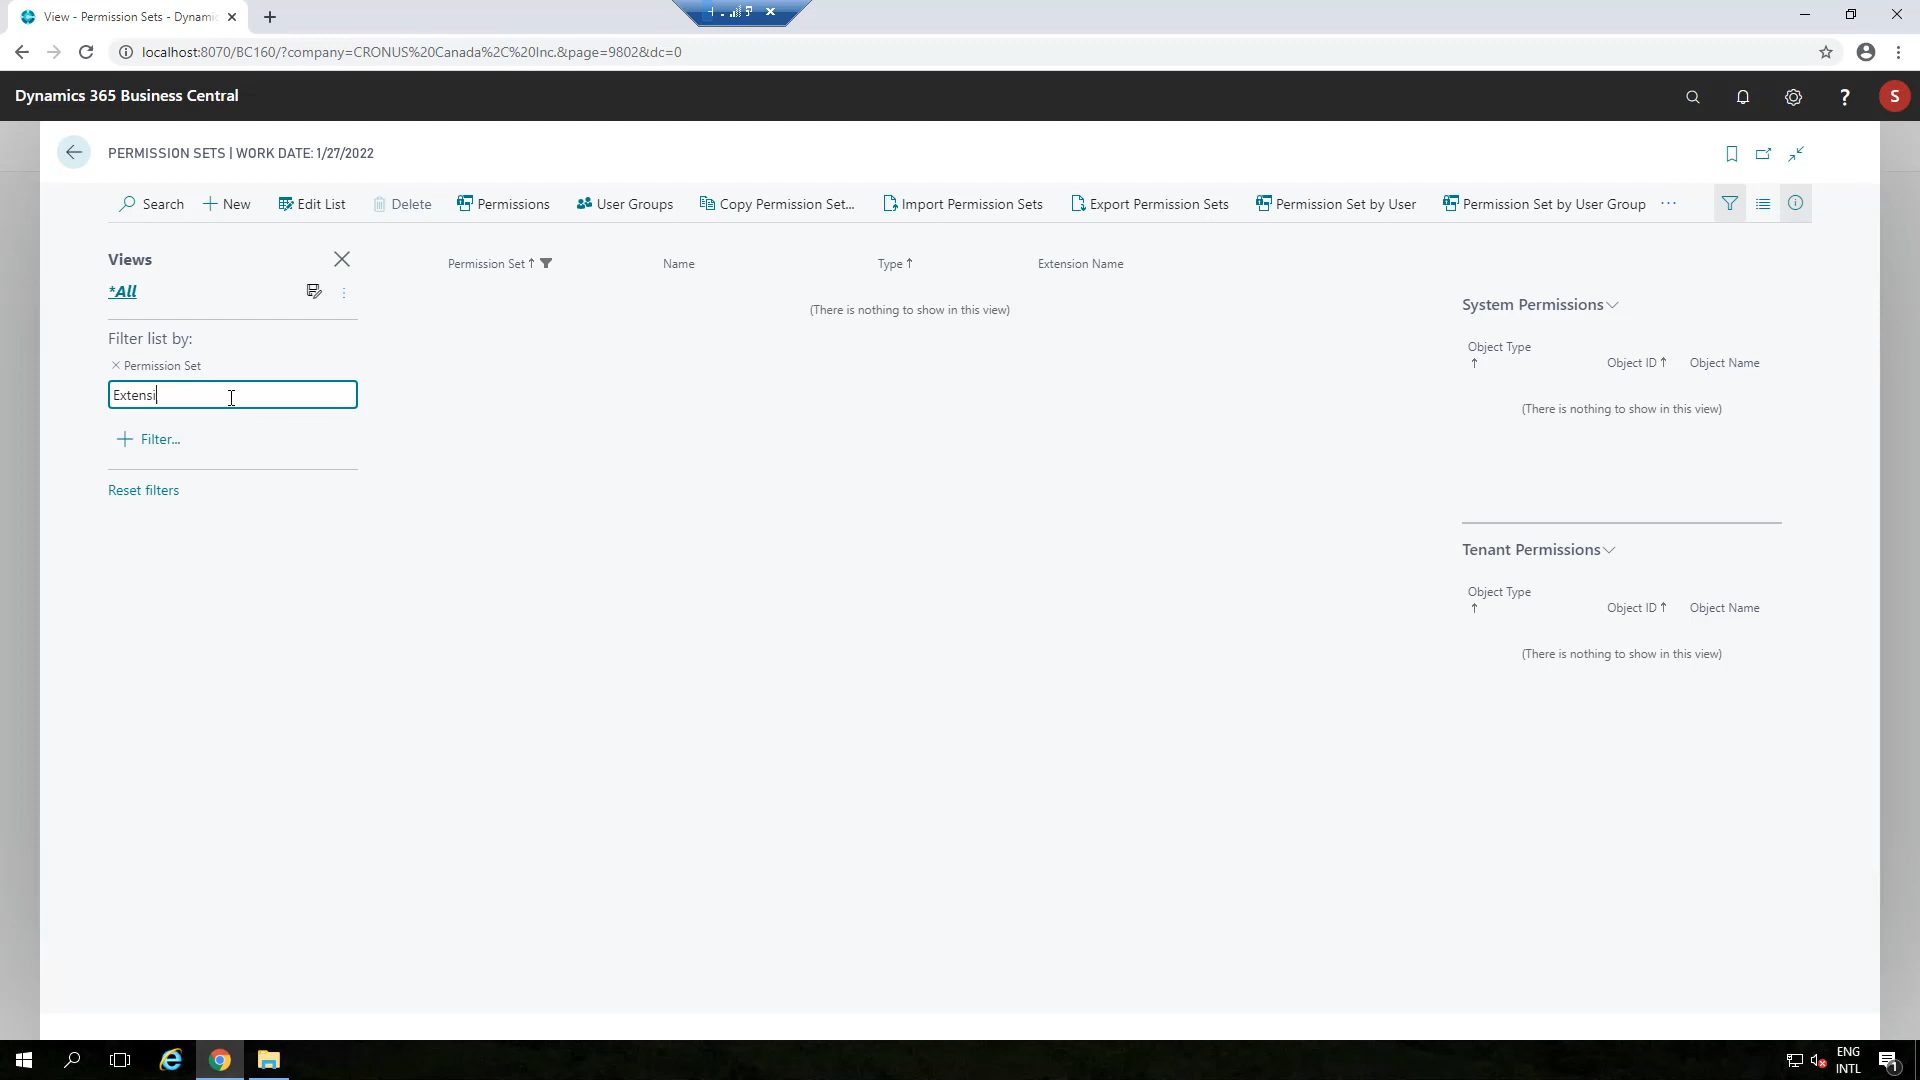 View - Permission Sets - Dynamic
localhost:8070/BC160/?company=CRONUS%20Canada%2C%20Inc.&page=9802&dc=0
Dynamics 365 Business Central
?
S
PERMISSION SETS | WORK DATE: 1/27/2022
Search
New
Edit List
Delete
Permissions
User Groups
Copy Permission Set...
Import Permission Sets
Export Permission Sets
Permission Set by User
Permission Set by User Group
Views
*All
Filter list by:
Permission Set
Extensi
Filter...
Reset filters
Permission Set
Name
Type
Extension Name
(There is nothing to show in this view)
System Permissions
Object Type
Object ID
Object Name
(There is nothing to show in this view)
Tenant Permissions
Object Type
Object ID
Object Name
(There is nothing to show in this view)
ENG
INTL
1